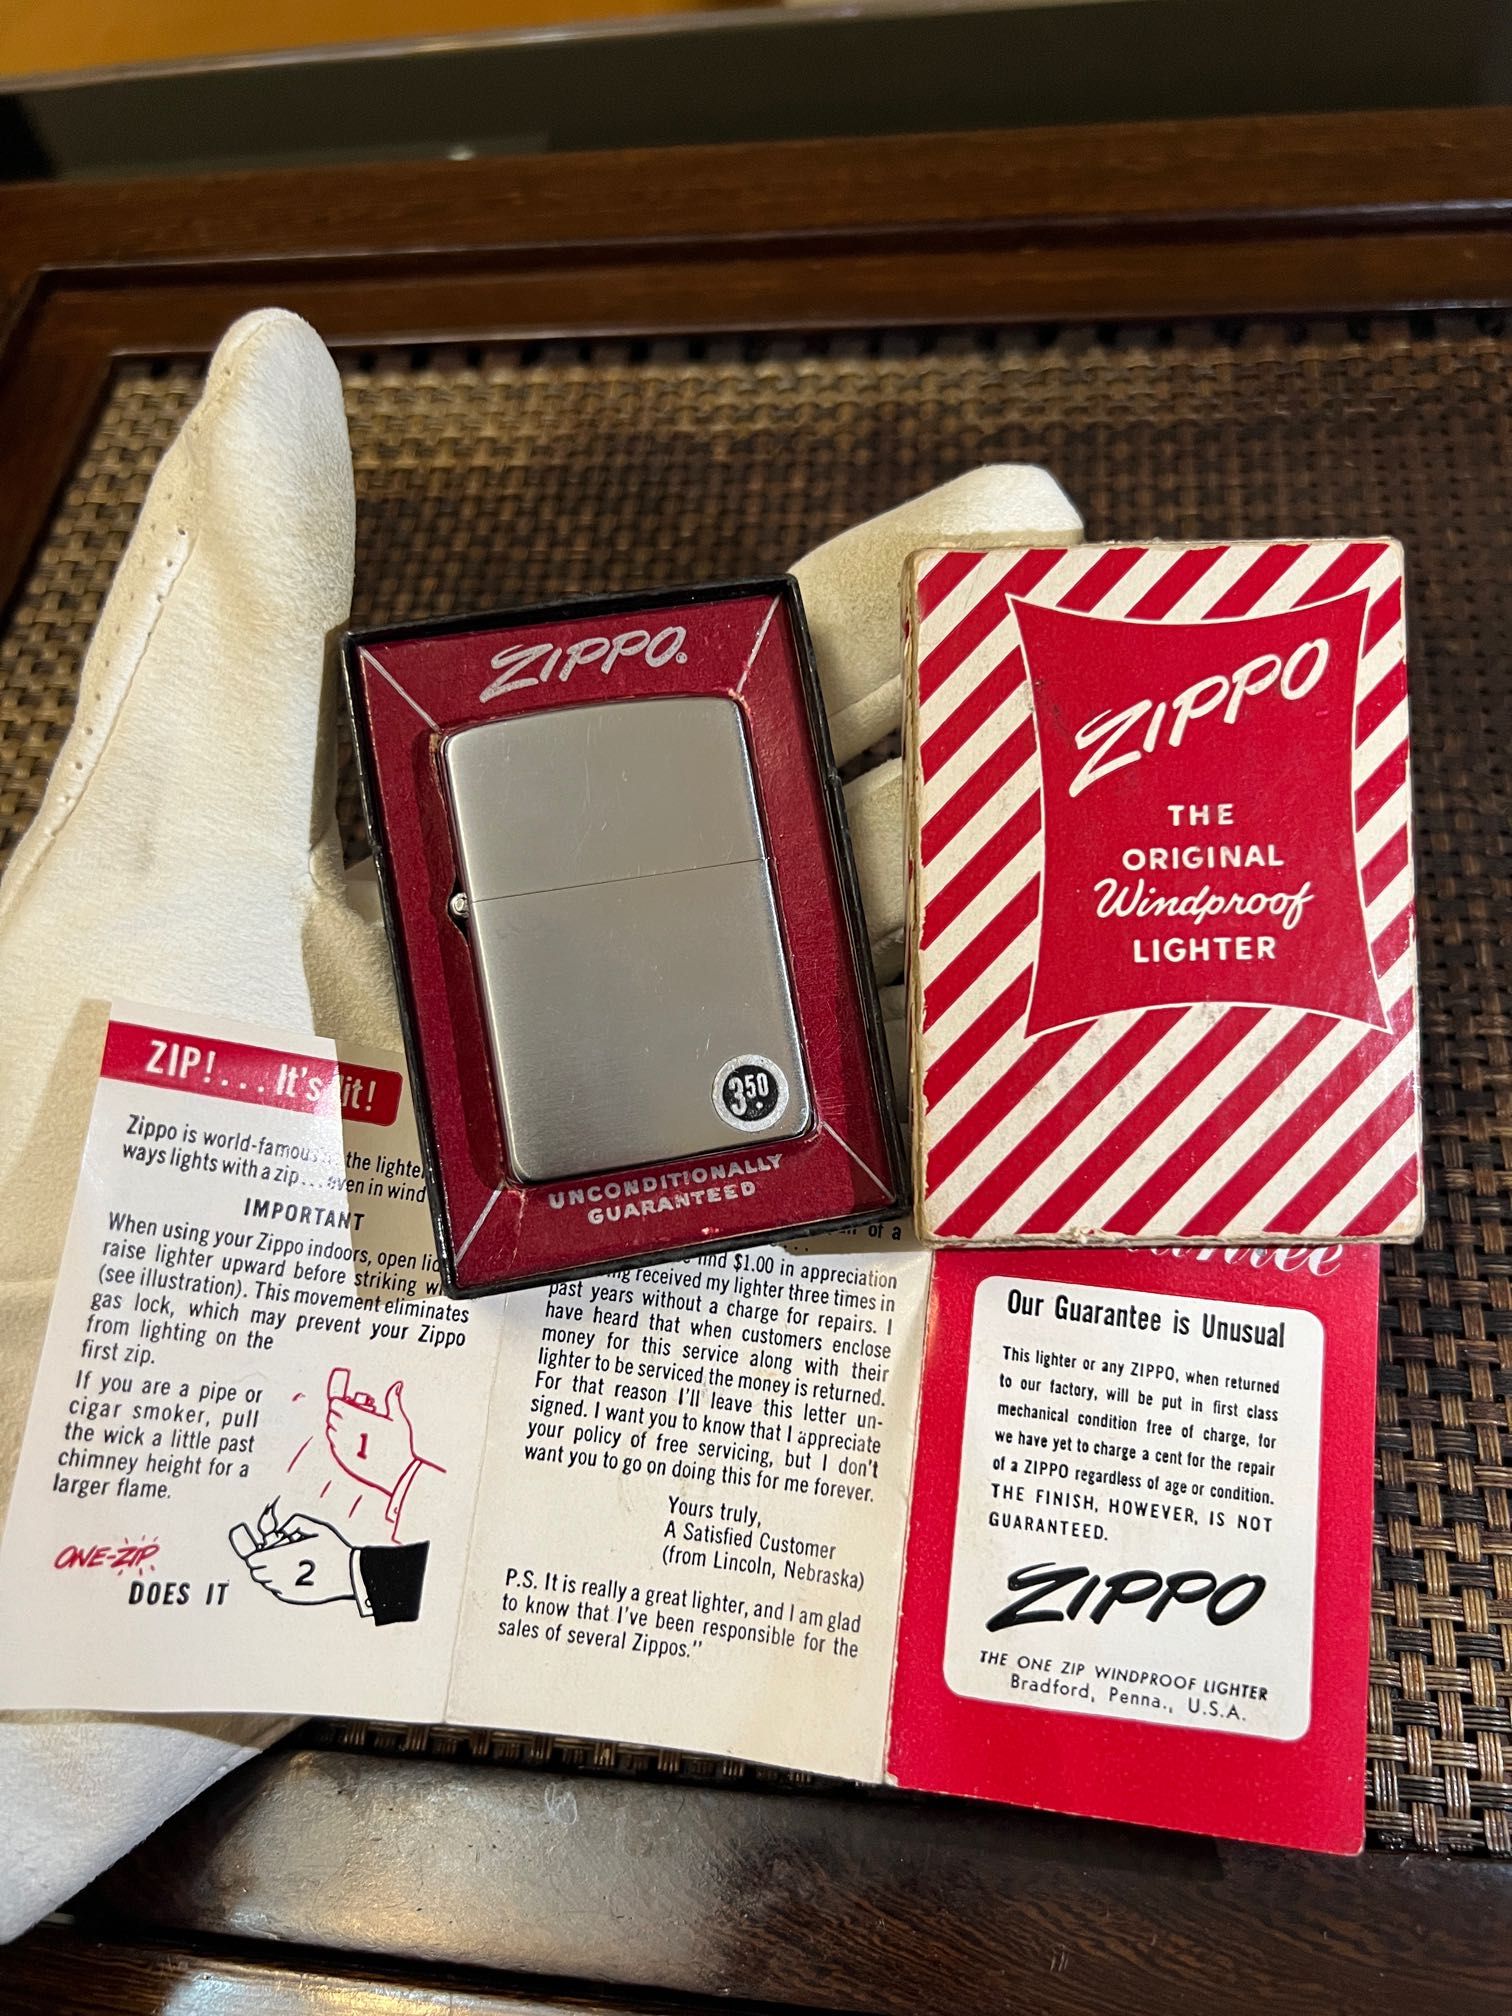 ZIPPO®
3.50
UNCONDITIONALLY
GUARANTEED
ZIPPO
THE
ORIGINAL
Windproof
LIGHTER
ZIP!... It's lit!
Zippo is world-famous the lighter
ways lights with a zip... even in wind
IMPORTANT
When using your Zippo indoors, open lid
raise lighter upward before striking
(see illustration). This movement eliminates
gas lock, which may prevent your Zippo
from lighting on the
first zip.
If you are a pipe or
cigar smoker, pull
the wick a little past
chimney height for a
larger flame.
1
2
ONE-ZIP
DOES IT
of a
find $1.00 in appreciation
received my lighter three times in
past years without a charge for repairs. I
have heard that when customers enclose
money for this service along with their
lighter to be serviced the money is returned.
For that reason I'll leave this letter un-
signed. I want you to know that I appreciate
your policy of free servicing, but I don't
want you to go on doing this for me forever.
Yours truly,
A Satisfied Customer
(from Lincoln, Nebraska)
P.S. It is really a great lighter, and I am glad
to know that I've been responsible for the
sales of several Zippos."
Our Guarantee is Unusual
This lighter or any ZIPPO, when returned
to our factory, will be put in first class
mechanical condition free of charge, for
we have yet to charge a cent for the repair
of a ZIPPO regardless of age or condition.
THE FINISH, HOWEVER, IS NOT
GUARANTEED.
ZIPPO
THE ONE ZIP WINDPROOF LIGHTER
Bradford, Penna., U.S.A.